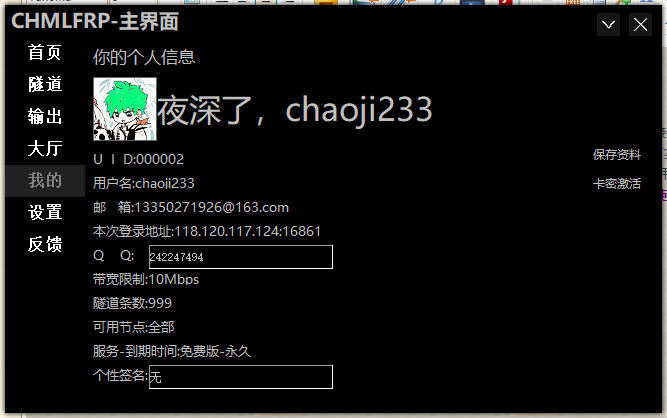 CHMLFRP-主界面
首页
隧道
输出
大厅
我的
设置
反馈
你的个人信息
夜深了，chaoji233
U I D:000002
用户名:chaoji233
邮 箱:13350271926@163.com
本次登录地址:118.120.117.124:16861
Q Q: 242247494
带宽限制:10Mbps
隧道条数:999
可用节点:全部
服务-到期时间:免费版-永久
个性签名:无
保存资料
卡密激活